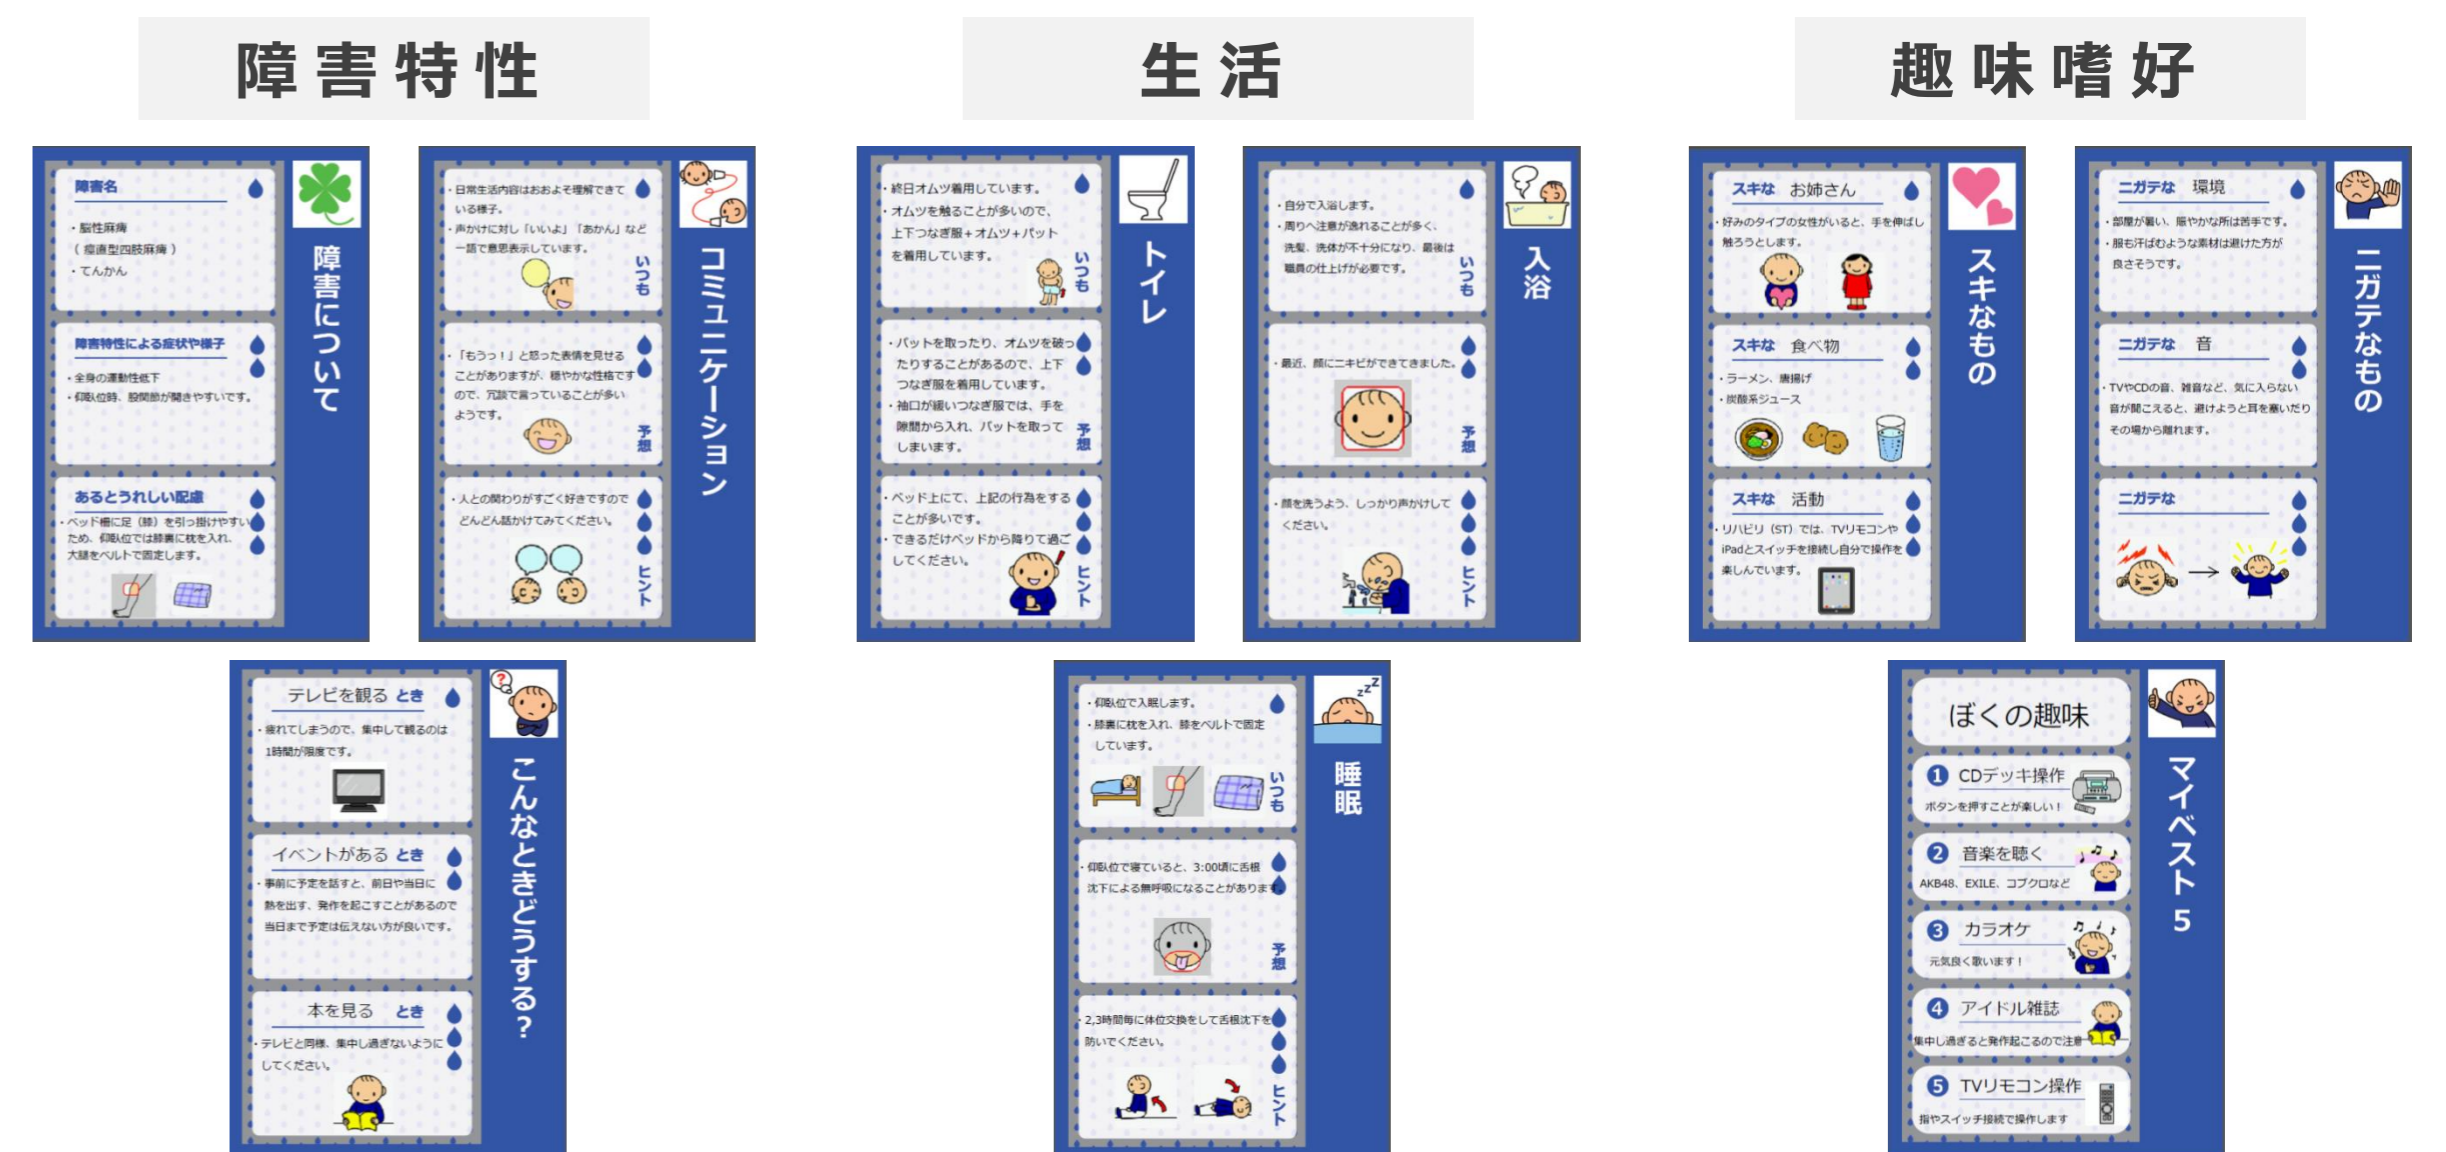 障害特性
障害について
障害名
・脳性麻痺
（ 痙直型四肢麻痺 ）
・てんかん
障害特性による症状や様子
・全身の運動性低下
・仰臥位時、股関節が開きやすいです。
あるとうれしい配慮
・ベッド柵に足（膝）を引っ掛けやすい
ため、仰臥位では膝裏に枕を入れ、
大腿をベルトで固定します。
コミュニケーション
・日常生活内容はおおよそ理解できて
いる様子。
・声かけに対し「いいよ」「あかん」など
一語で意思表示しています。
いつも
・「もうっ！」と怒った表情を見せる
ことがありますが、穏やかな性格です
ので、冗談で言っていることが多い
ようです。
予想
・人との関わりがすごく好きですので
どんどん話かけてみてください。
ヒント
こんなときどうする？
テレビを観る とき
・疲れてしまうので、集中して観るのは
1時間が限度です。
イベントがある とき
・事前に予定を話すと、前日や当日に
熱を出す、発作を起こすことがあるので
当日まで予定は伝えない方が良いです。
本を見る とき
・テレビと同様、集中し過ぎないように
してください。
生活
トイレ
・終日オムツ着用しています。
・オムツを触ることが多いので、
上下つなぎ服＋オムツ＋パット
を着用しています。
いつも
・パットを取ったり、オムツを破っ
たりすることがあるので、上下
つなぎ服を着用しています。
・袖口が緩いつなぎ服では、手を
隙間から入れ、パットを取って
しまいます。
予想
・ベッド上にて、上記の行為をする
ことが多いです。
・できるだけベッドから降りて過ご
してください。
ヒント
入浴
・自分で入浴します。
・周りへ注意が逸れることが多く、
洗髪、洗体が不十分になり、最後は
職員の仕上げが必要です。
いつも
・最近、顔にニキビができてきました。
予想
・顔を洗うよう、しっかり声かけして
ください。
ヒント
睡眠
zzZ
・仰臥位で入眠します。
・膝裏に枕を入れ、膝をベルトで固定
しています。
いつも
・仰臥位で寝ていると、3:00頃に舌根
沈下による無呼吸になることがあります。
予想
・2,3時間毎に体位交換をして舌根沈下を
防いでください。
ヒント
趣味嗜好
スキなもの
スキな お姉さん
・好みのタイプの女性がいると、手を伸ばし
触ろうとします。
スキな 食べ物
・ラーメン、唐揚げ
・炭酸系ジュース
スキな 活動
・リハビリ（ST）では、TVリモコンや
iPadとスイッチを接続し自分で操作を
楽しんでいます。
ニガテなもの
ニガテな 環境
・部屋が暑い、賑やかな所は苦手です。
・服も汗ばむような素材は避けた方が
良さそうです。
ニガテな 音
・TVやCDの音、雑音など、気に入らない
音が聞こえると、避けようと耳を塞いだり
その場から離れます。
ニガテな
マイベスト 5
ぼくの趣味
1 CDデッキ操作
ボタンを押すことが楽しい！
2 音楽を聴く
AKB48、EXILE、コブクロなど
3 カラオケ
元気良く歌います！
4 アイドル雑誌
集中し過ぎると発作起こるので注意
5 TVリモコン操作
指やスイッチ接続で操作します